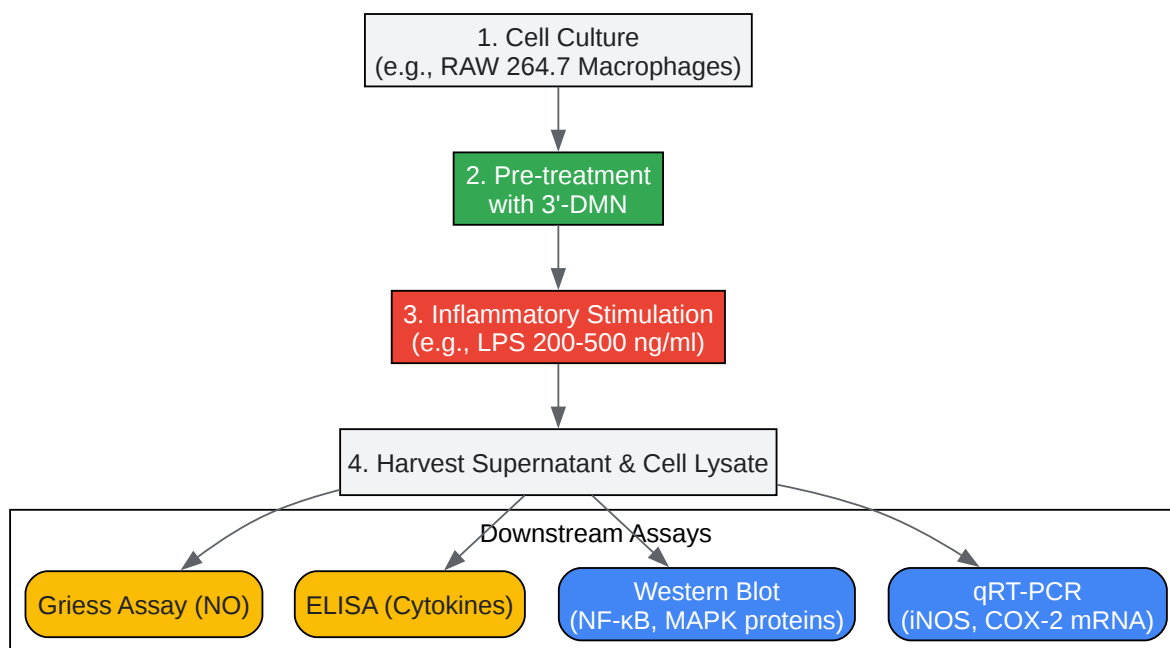 1. Cell Culture
(e.g., RAW 264.7 Macrophages)
2. Pre-treatment
with 3'-DMN
3. Inflammatory Stimulation
(e.g., LPS 200-500 ng/ml)
4. Harvest Supernatant & Cell Lysate
Downstream Assays
Griess Assay (NO)
ELISA (Cytokines)
Western Blot
(NF-κB, MAPK proteins)
qRT-PCR
(iNOS, COX-2 mRNA)